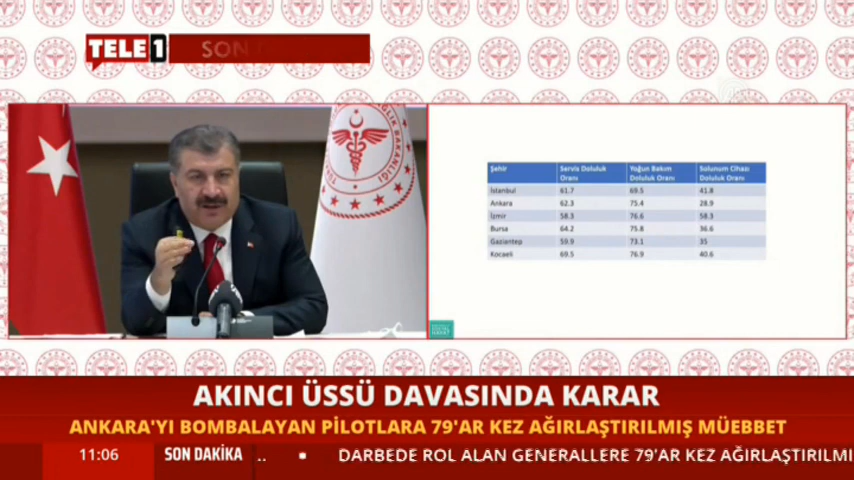 TELE1
SON
SAĞLIK BAKANLIĞI
Şehir Servis Doluluk Oranı Yoğun Bakım Doluluk Oranı Solunum Cihazı Doluluk Oranı
İstanbul 61.7 69.5 41.8
Ankara 62.3 75.4 28.9
İzmir 58.3 76.6 58.3
Bursa 64.2 75.8 36.6
Gaziantep 59.9 73.1 35
Kocaeli 69.5 76.9 40.6
AKINCI ÜSSÜ DAVASINDA KARAR
ANKARA'YI BOMBALAYAN PİLOTLARA 79'AR KEZ AĞIRLAŞTIRILMIŞ MÜEBBET
11:06 SON DAKİKA .. ▪ DARBEDE ROL ALAN GENERALLERE 79'AR KEZ AĞIRLAŞTIRILMI